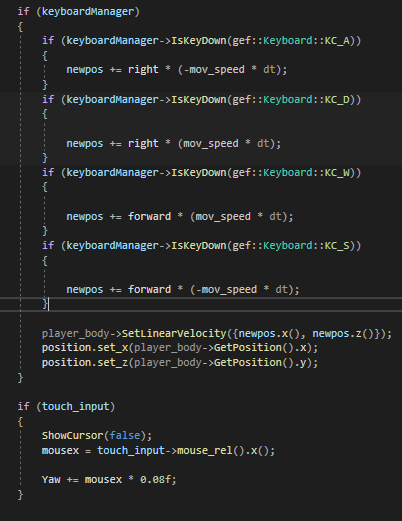 if (keyboardManager)
{
if (keyboardManager->IsKeyDown(gef::Keyboard::KC_A))
{
newpos += right * (-mov_speed * dt);
}
if (keyboardManager->IsKeyDown(gef::Keyboard::KC_D))
{
newpos += right * (mov_speed * dt);
}
if (keyboardManager->IsKeyDown(gef::Keyboard::KC_W))
{
newpos += forward * (mov_speed * dt);
}
if (keyboardManager->IsKeyDown(gef::Keyboard::KC_S))
{
newpos += forward * (-mov_speed * dt);
}
player_body->SetLinearVelocity({newpos.x(), newpos.z()});
position.set_x(player_body->GetPosition().x);
position.set_z(player_body->GetPosition().y);
}
if (touch_input)
{
ShowCursor(false);
mousex = touch_input->mouse_rel().x();
Yaw += mousex * 0.08f;
}